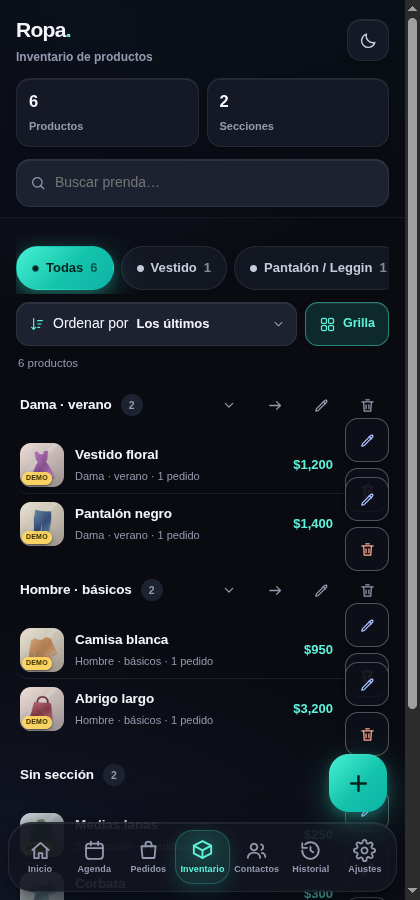 Ropa.
Inventario de productos
6
Productos
2
Secciones
Buscar prenda…
Todas 6
Vestido 1
Pantalón / Leggin 1
Ordenar por Los últimos
Grilla
6 productos
Dama · verano 2
DEMO
Vestido floral
Dama · verano · 1 pedido
$1,200
DEMO
Pantalón negro
Dama · verano · 1 pedido
$1,400
Hombre · básicos 2
DEMO
Camisa blanca
Hombre · básicos · 1 pedido
$950
DEMO
Abrigo largo
Hombre · básicos · 1 pedido
$3,200
Sin sección 2
Medias lanas
$250
Inicio
Agenda
Pedidos
Inventario
Contactos
Historial
Ajustes
Corbata
$300